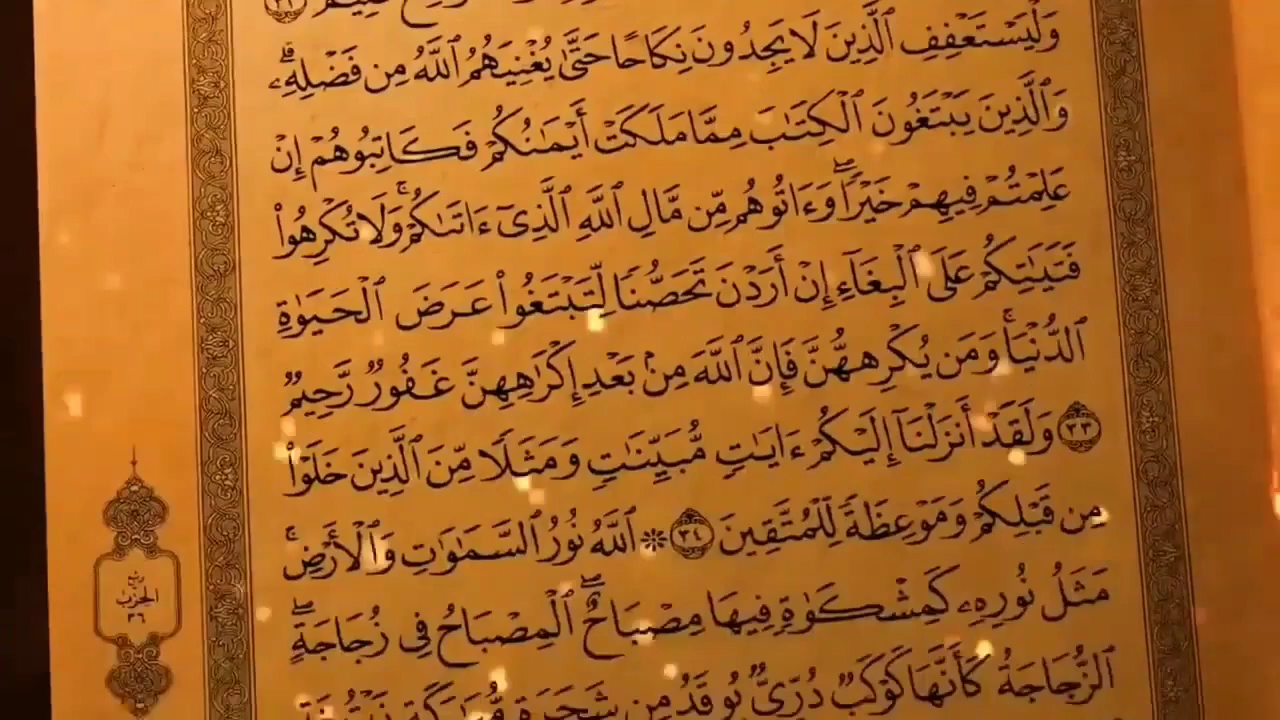 وَلْيَسْتَعْفِفِ ٱلَّذِينَ لَا يَجِدُونَ نِكَاحًا حَتَّىٰ يُغْنِيَهُمُ ٱللَّهُ مِن فَضْلِهِۦۗ
وَٱلَّذِينَ يَبْتَغُونَ ٱلْكِتَـٰبَ مِمَّا مَلَكَتْ أَيْمَـٰنُكُمْ فَكَاتِبُوهُمْ إِنْ
عَلِمْتُمْ فِيهِمْ خَيْرًاۖ وَءَاتُوهُم مِّن مَّالِ ٱللَّهِ ٱلَّذِىٓ ءَاتَىٰكُمْۚ وَلَا تُكْرِهُوا۟
فَتَيَـٰتِكُمْ عَلَى ٱلْبِغَآءِ إِنْ أَرَدْنَ تَحَصُّنًا لِّتَبْتَغُوا۟ عَرَضَ ٱلْحَيَوٰةِ
ٱلدُّنْيَاۚ وَمَن يُكْرِههُّنَّ فَإِنَّ ٱللَّهَ مِنۢ بَعْدِ إِكْرَٰهِهِنَّ غَفُورٌ رَّحِيمٌ
٣٣ وَلَقَدْ أَنزَلْنَآ إِلَيْكُمْ ءَايَـٰتٍ مُّبَيِّنَـٰتٍ وَمَثَلًا مِّنَ ٱلَّذِينَ خَلَوْا۟
مِن قَبْلِكُمْ وَمَوْعِظَةً لِّلْمُتَّقِينَ ٣٤ ۞ ٱللَّهُ نُورُ ٱلسَّمَـٰوَٰتِ وَٱلْأَرْضِۚ
مَثَلُ نُورِهِۦ كَمِشْكَوٰةٍ فِيهَا مِصْبَاحٌۖ ٱلْمِصْبَاحُ فِى زُجَاجَةٍۖ
ٱلزُّجَاجَةُ كَأَنَّهَا كَوْكَبٌ دُرِّىٌّ يُوقَدُ مِن شَجَرَةٍ مُّبَـٰرَكَةٍ
ربع
الحزب
٣٦